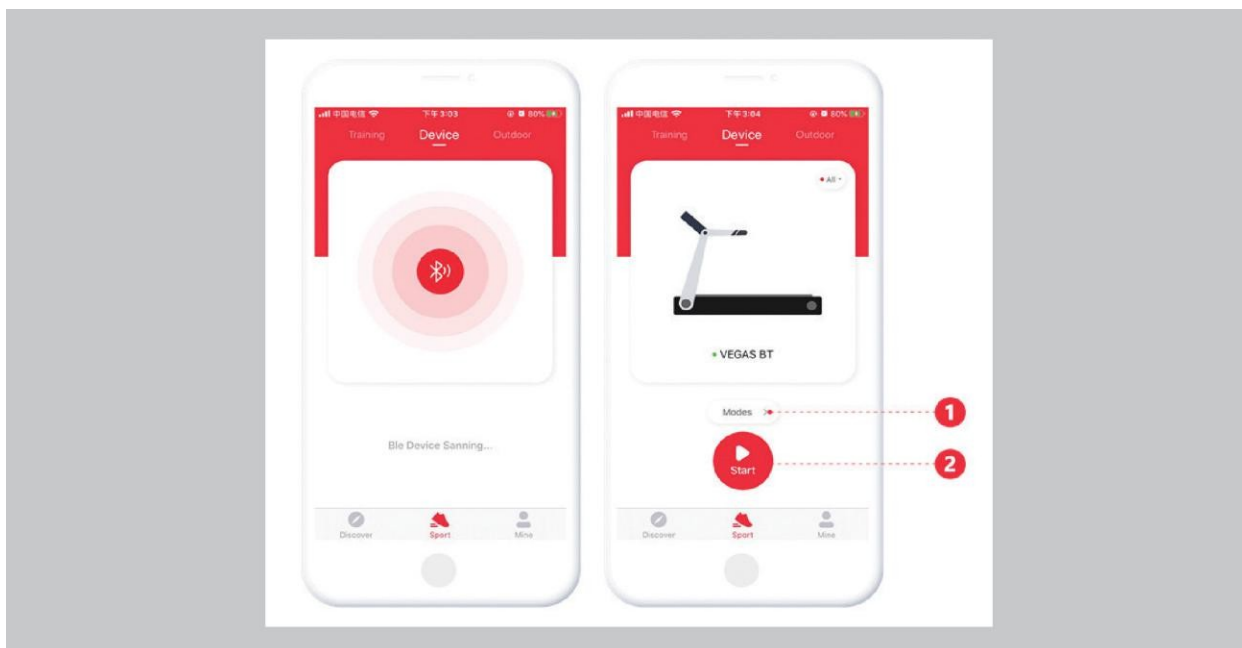 中国电信 下午3:03 80%
Training Device Outdoor
Ble Device Sanning...
Discover Sport Mine
中国电信 下午3:04 80%
Training Device Outdoor
All
VEGAS BT
Modes
1
Start
2
Discover Sport Mine